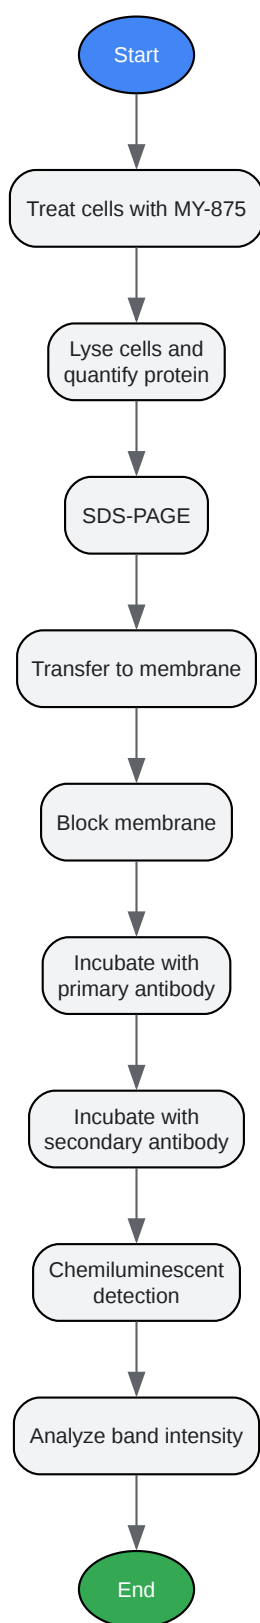 Start
Treat cells with MY-875
Lyse cells and
quantify protein
SDS-PAGE
Transfer to membrane
Block membrane
Incubate with
primary antibody
Incubate with
secondary antibody
Chemiluminescent
detection
Analyze band intensity
End